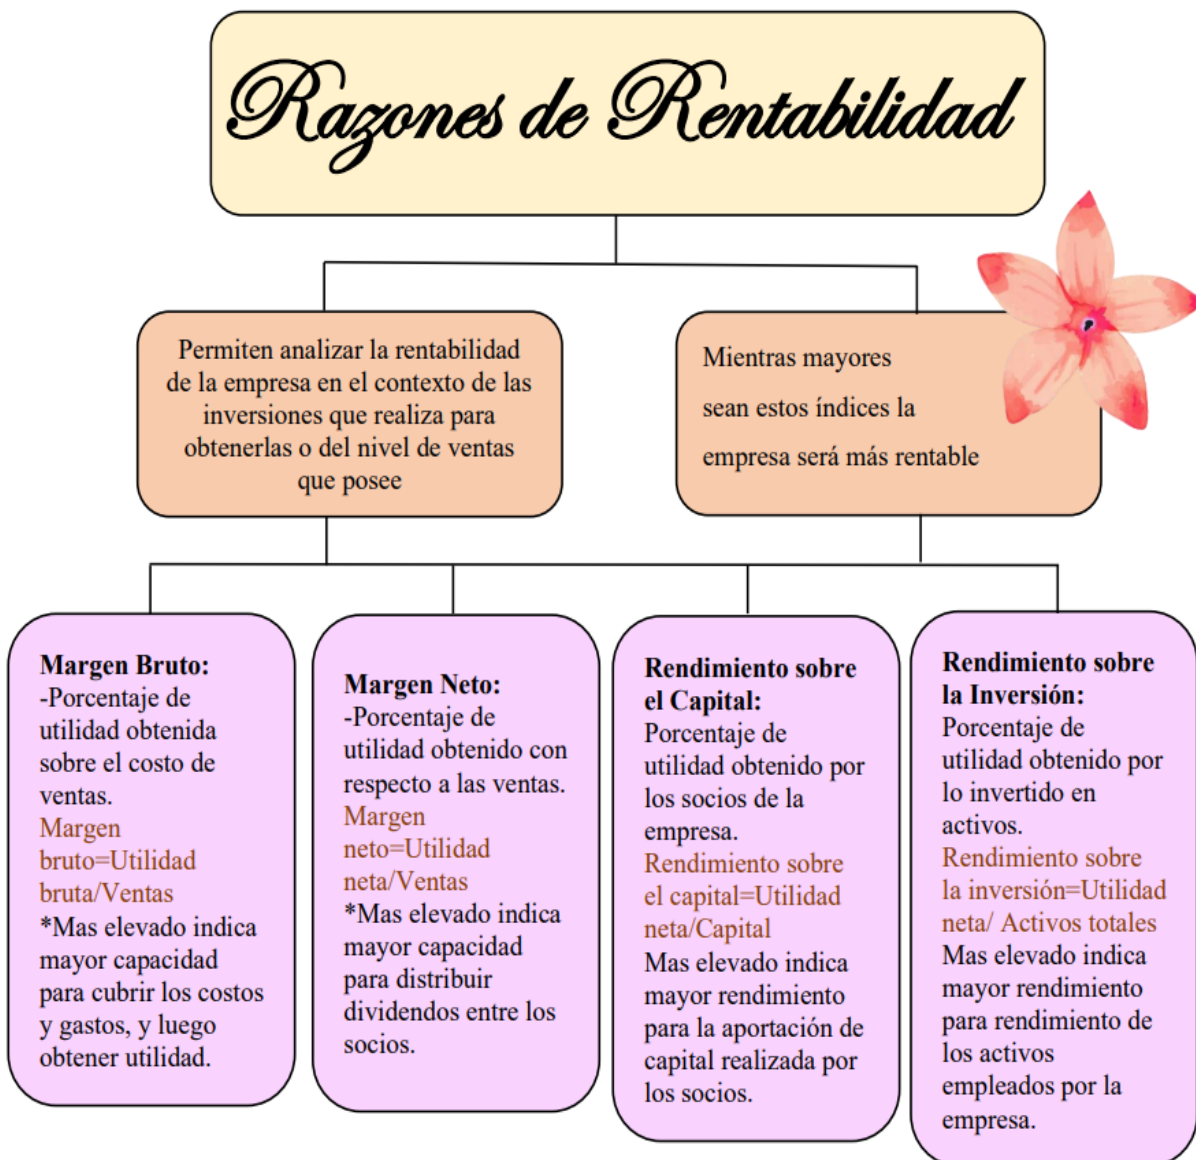 Razones de Rentabilidad
Permiten analizar la rentabilidad
de la empresa en el contexto de las
inversiones que realiza para
obtenerlas o del nivel de ventas
que posee
Mientras mayores
sean estos índices la
empresa será más rentable
Margen Bruto:
-Porcentaje de
utilidad obtenida
sobre el costo de
ventas.
Margen
bruto=Utilidad
bruta/Ventas
*Mas elevado indica
mayor capacidad
para cubrir los costos
y gastos, y luego
obtener utilidad.
Margen Neto:
-Porcentaje de
utilidad obtenido con
respecto a las ventas.
Margen
neto=Utilidad
neta/Ventas
*Mas elevado indica
mayor capacidad
para distribuir
dividendos entre los
socios.
Rendimiento sobre
el Capital:
Porcentaje de
utilidad obtenido por
los socios de la
empresa.
Rendimiento sobre
el capital=Utilidad
neta/Capital
Mas elevado indica
mayor rendimiento
para la aportación de
capital realizada por
los socios.
Rendimiento sobre
la Inversión:
Porcentaje de
utilidad obtenido por
lo invertido en
activos.
Rendimiento sobre
la inversión=Utilidad
neta/ Activos totales
Mas elevado indica
mayor rendimiento
para rendimiento de
los activos
empleados por la
empresa.